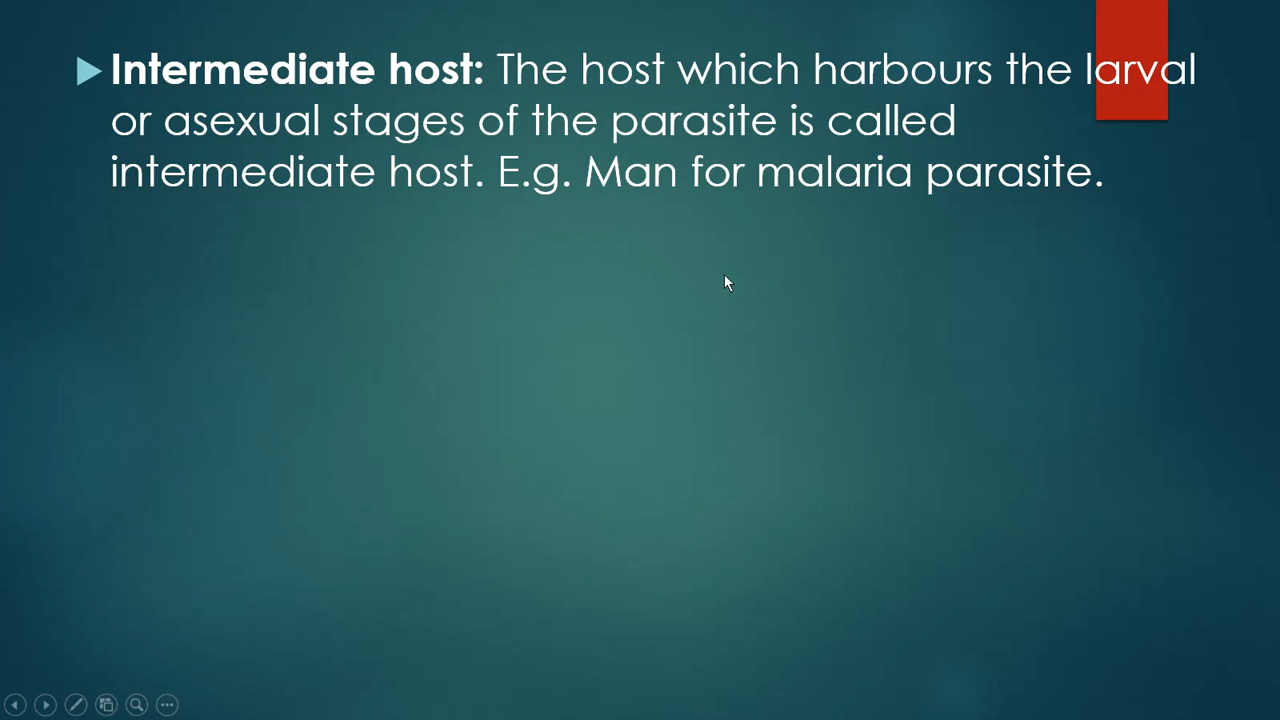 Intermediate host: The host which harbours the larval
or asexual stages of the parasite is called
intermediate host. E.g. Man for malaria parasite.